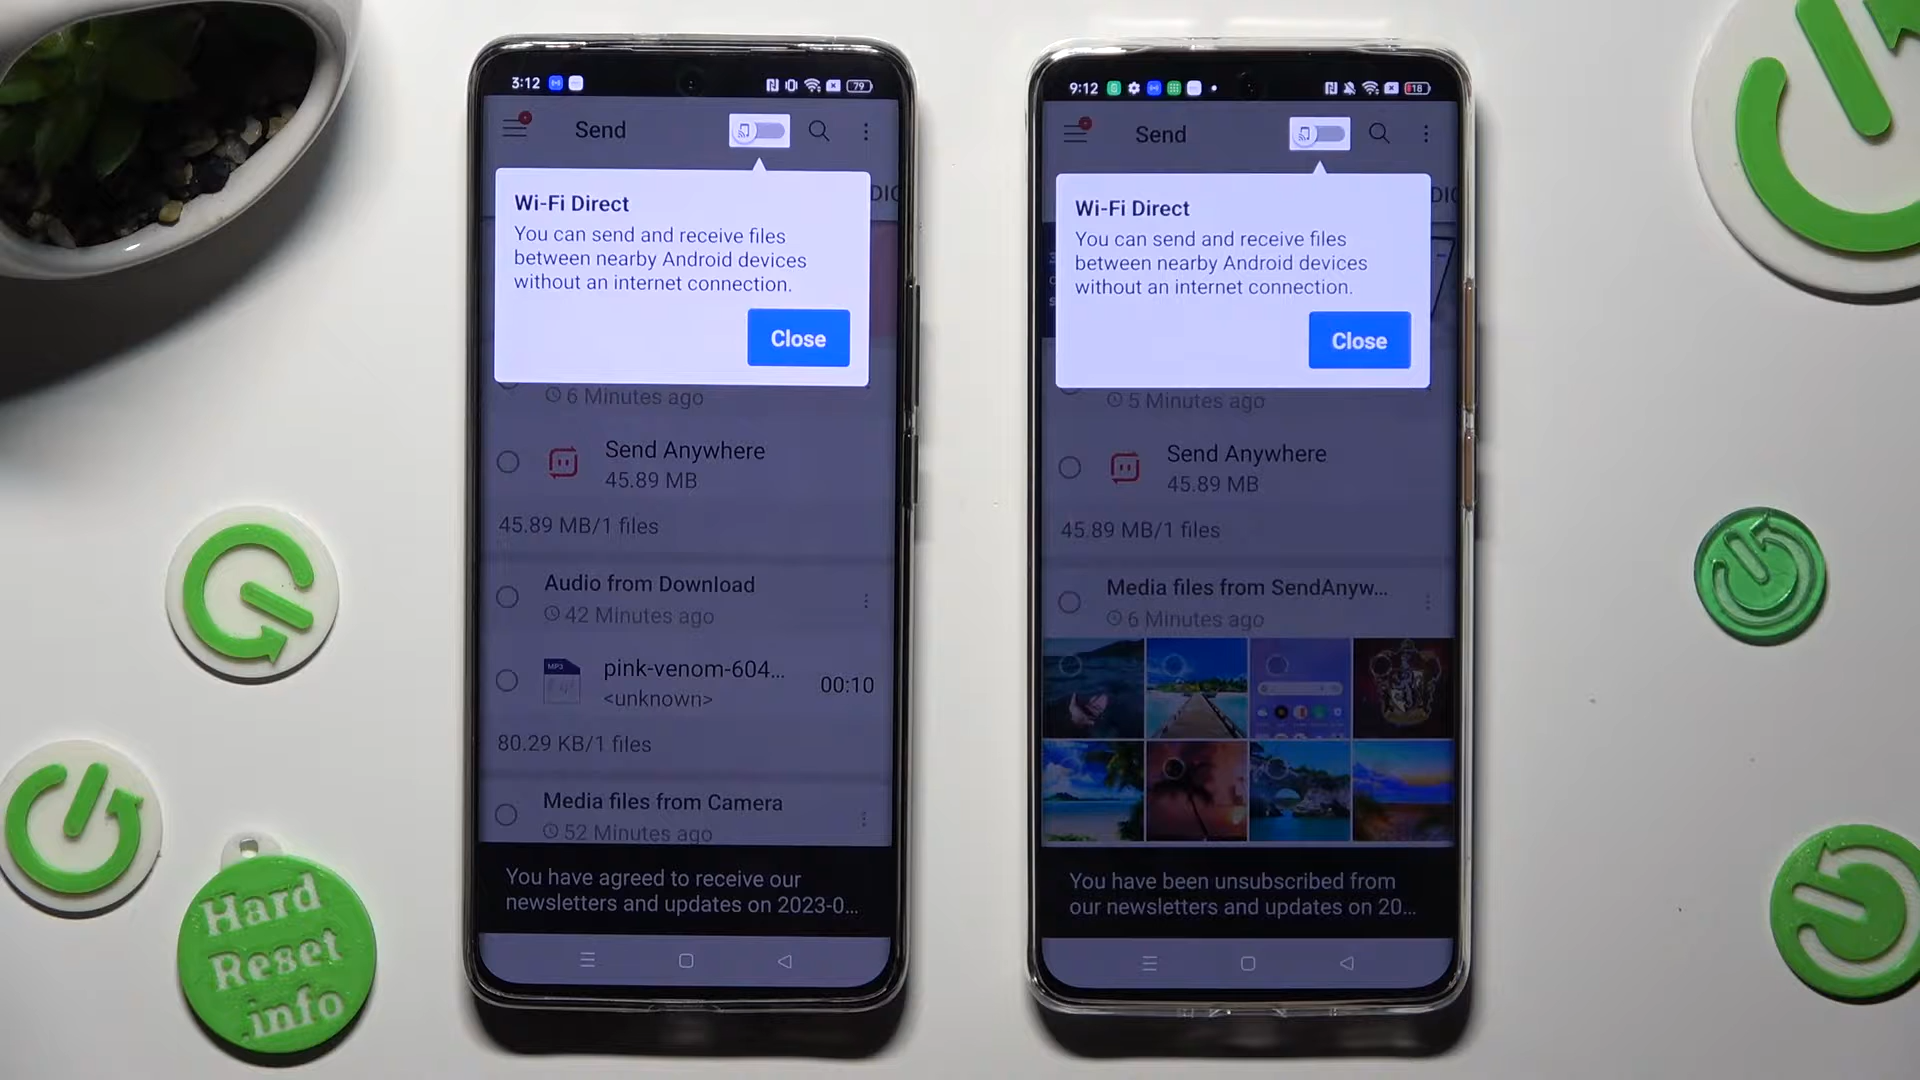 3:12
79
Send
DIO
Wi-Fi Direct
You can send and receive files
between nearby Android devices
without an internet connection.
Close
6 Minutes ago
Send Anywhere
45.89 MB
45.89 MB/1 files
Audio from Download
42 Minutes ago
MP3
pink-venom-604...
<unknown>
00:10
80.29 KB/1 files
Media files from Camera
52 Minutes ago
You have agreed to receive our
newsletters and updates on 2023-0...
9:12
18
Send
Wi-Fi Direct
You can send and receive files
between nearby Android devices
without an internet connection.
Close
5 Minutes ago
Send Anywhere
45.89 MB
45.89 MB/1 files
Media files from SendAnyw...
6 Minutes ago
You have been unsubscribed from
our newsletters and updates on 20...
Hard
Reset
.info